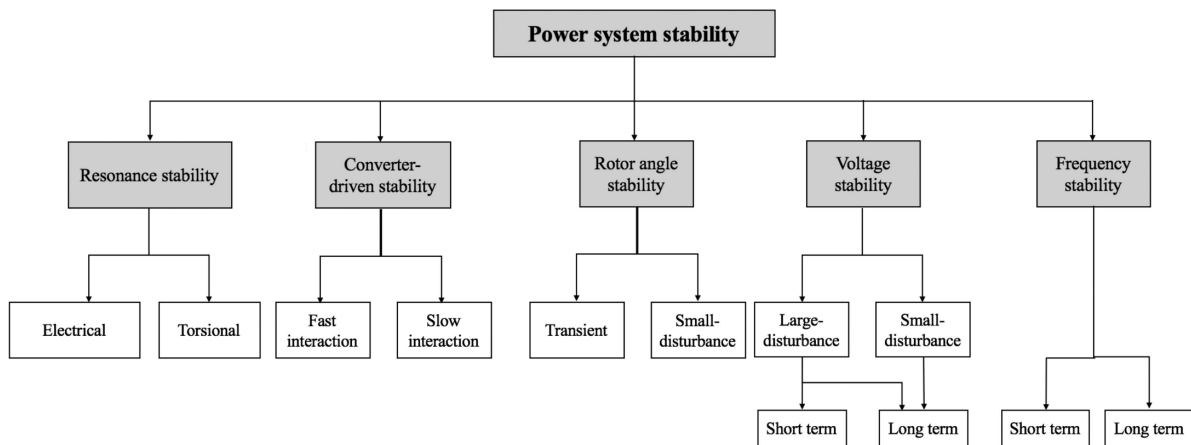 Power system stability
Resonance stability
Converter-
driven stability
Rotor angle
stability
Voltage
stability
Frequency
stability
Electrical
Torsional
Fast
interaction
Slow
interaction
Transient
Small-
disturbance
Large-
disturbance
Small-
disturbance
Short term
Long term
Short term
Long term